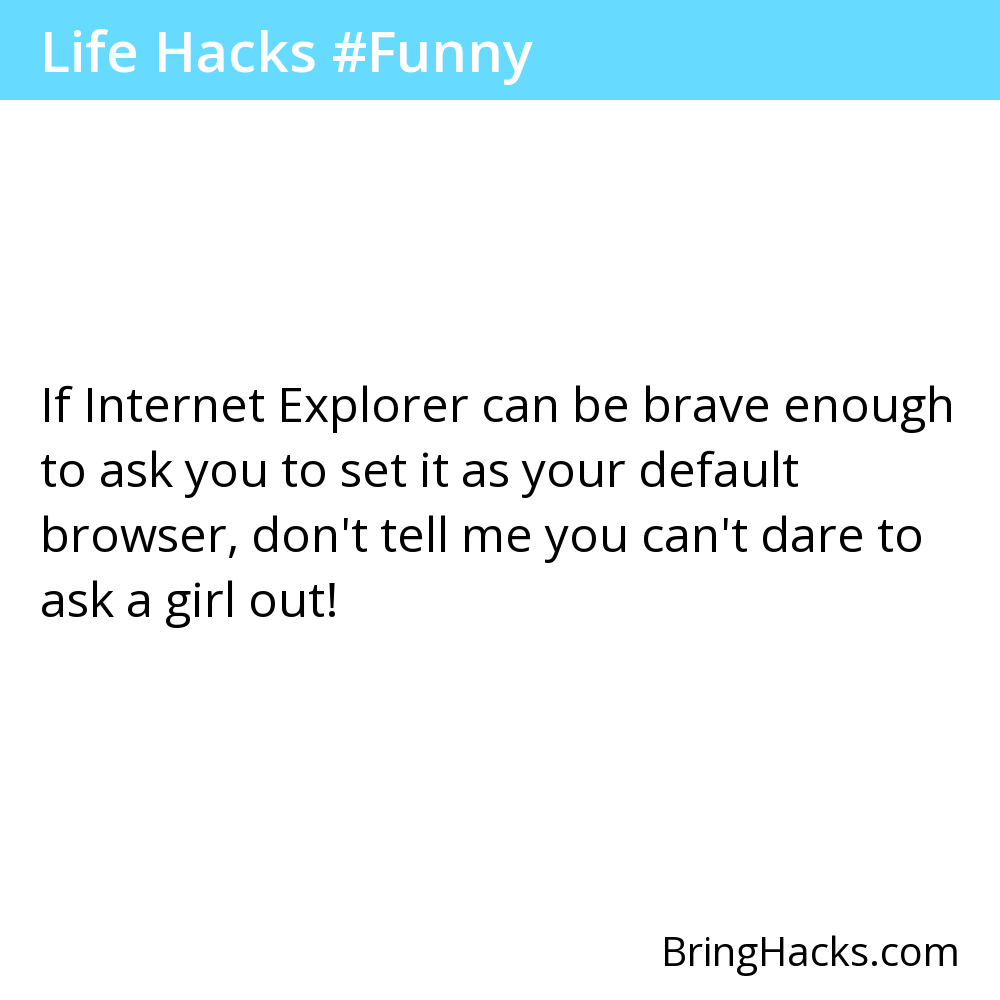 Life Hacks #Funny
If Internet Explorer can be brave enough
to ask you to set it as your default
browser, don't tell me you can't dare to
ask a girl out!
BringHacks.com